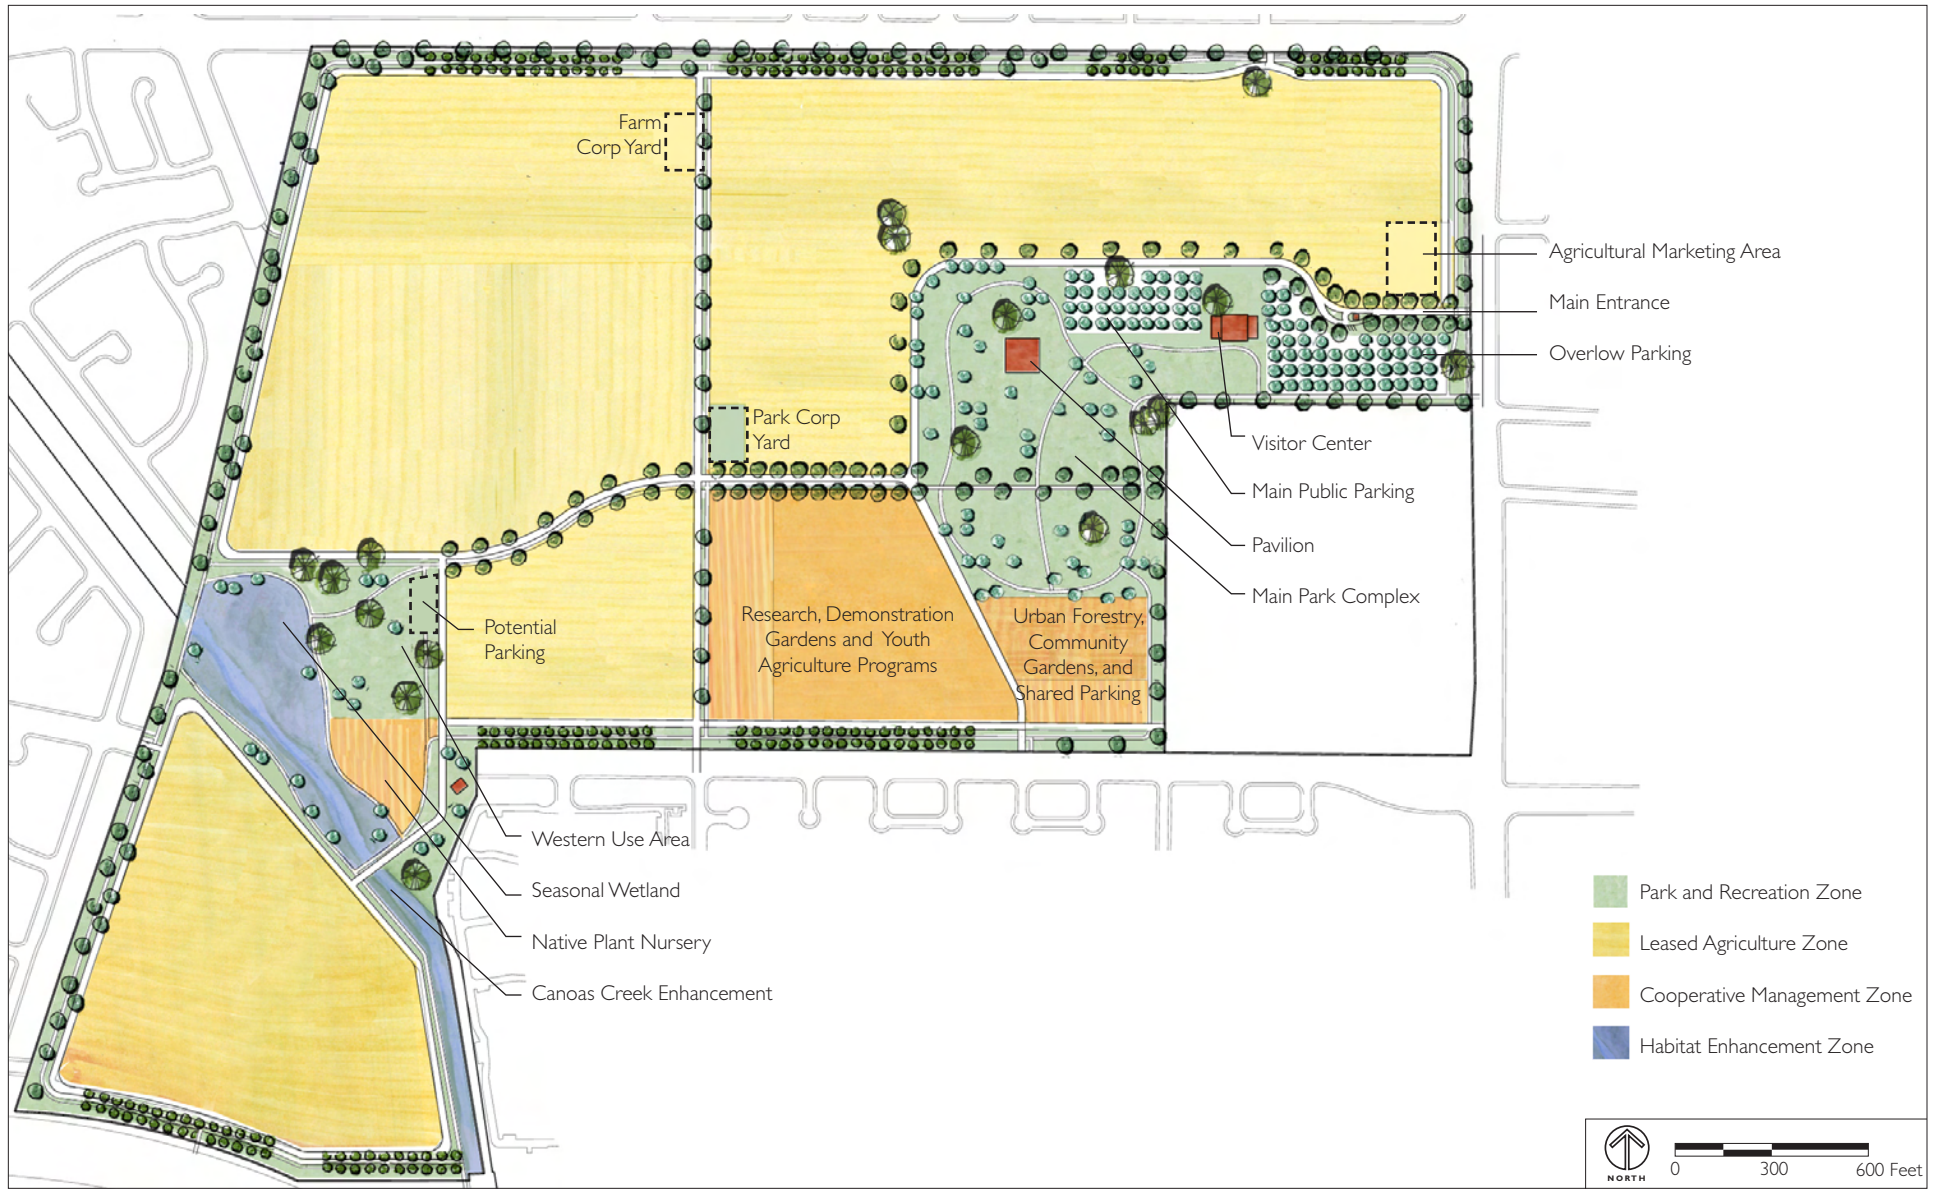 Farm
Corp Yard
Agricultural Marketing Area
Main Entrance
Overlow Parking
Park Corp
Yard
Visitor Center
Main Public Parking
Pavilion
Main Park Complex
Research, Demonstration
Gardens and Youth
Agriculture Programs
Urban Forestry,
Community
Gardens, and
Shared Parking
Potential
Parking
Western Use Area
Seasonal Wetland
Native Plant Nursery
Canoas Creek Enhancement
Park and Recreation Zone
Leased Agriculture Zone
Cooperative Management Zone
Habitat Enhancement Zone
NORTH
0 300 600 Feet